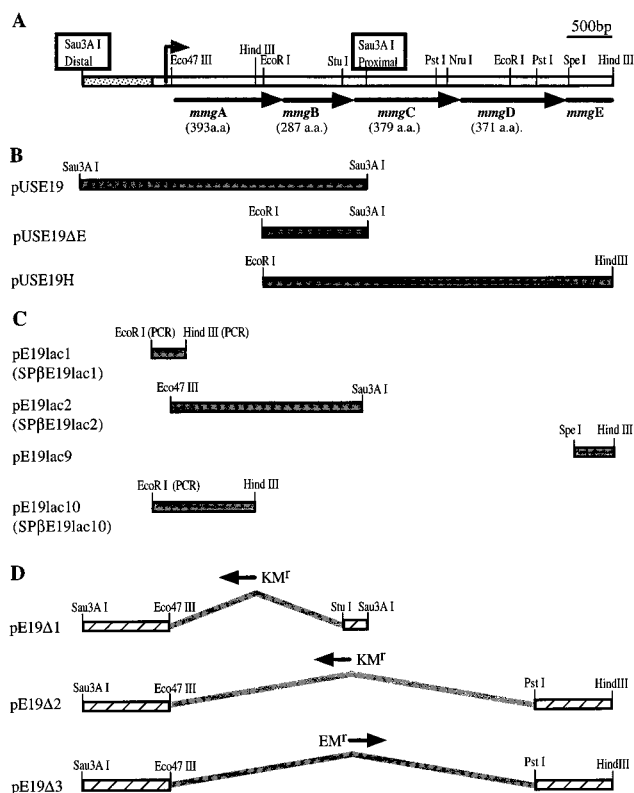 A
500bp
Sau3A I
Distal
Eco47 III
Hind III
EcoR I
Stu I
Sau3A I
Proximal
Pst I
Nru I
EcoR I
Pst I
Spe I
Hind III
mmgA
(393a.a)
mmgB
(287 a.a.)
mmgC
(379 a.a.)
mmgD
(371 a.a).
mmgE
B
Sau3A I
Sau3A I
pUSE19
EcoR I
Sau3A I
pUSE19ΔE
EcoR I
HindIII
pUSE19H
C
EcoR I (PCR)
Hind III (PCR)
pE19lac1
(SPβE19lac1)
Eco47 III
Sau3A I
pE19lac2
(SPβE19lac2)
Spe I
Hind III
pE19lac9
EcoR I (PCR)
Hind III
pE19lac10
(SPβE19lac10)
D
KMr
Sau3A I
Eco47 III
Stu I
Sau3A I
pE19Δ1
KMr
Sau3A I
Eco47 III
Pst I
HindIII
pE19Δ2
EMr
Sau3A I
Eco47 III
Pst I
HindIII
pE19Δ3